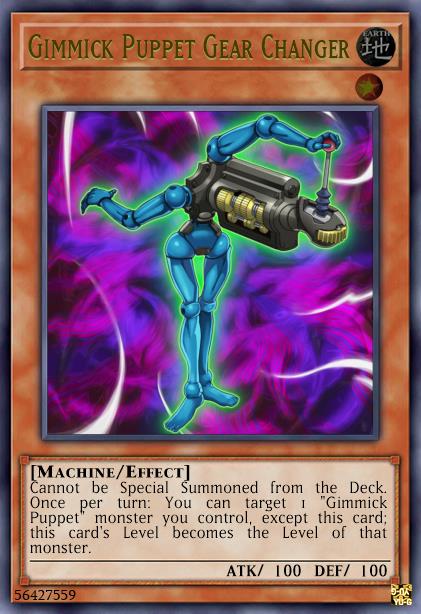 GIMMICK PUPPET GEAR CHANGER
EARTH
地
[MACHINE/EFFECT]
Cannot be Special Summoned from the Deck.
Once per turn: You can target 1 "Gimmick
Puppet" monster you control, except this card;
this card's Level becomes the Level of that
monster.
ATK/ 100 DEF/ 100
56427559